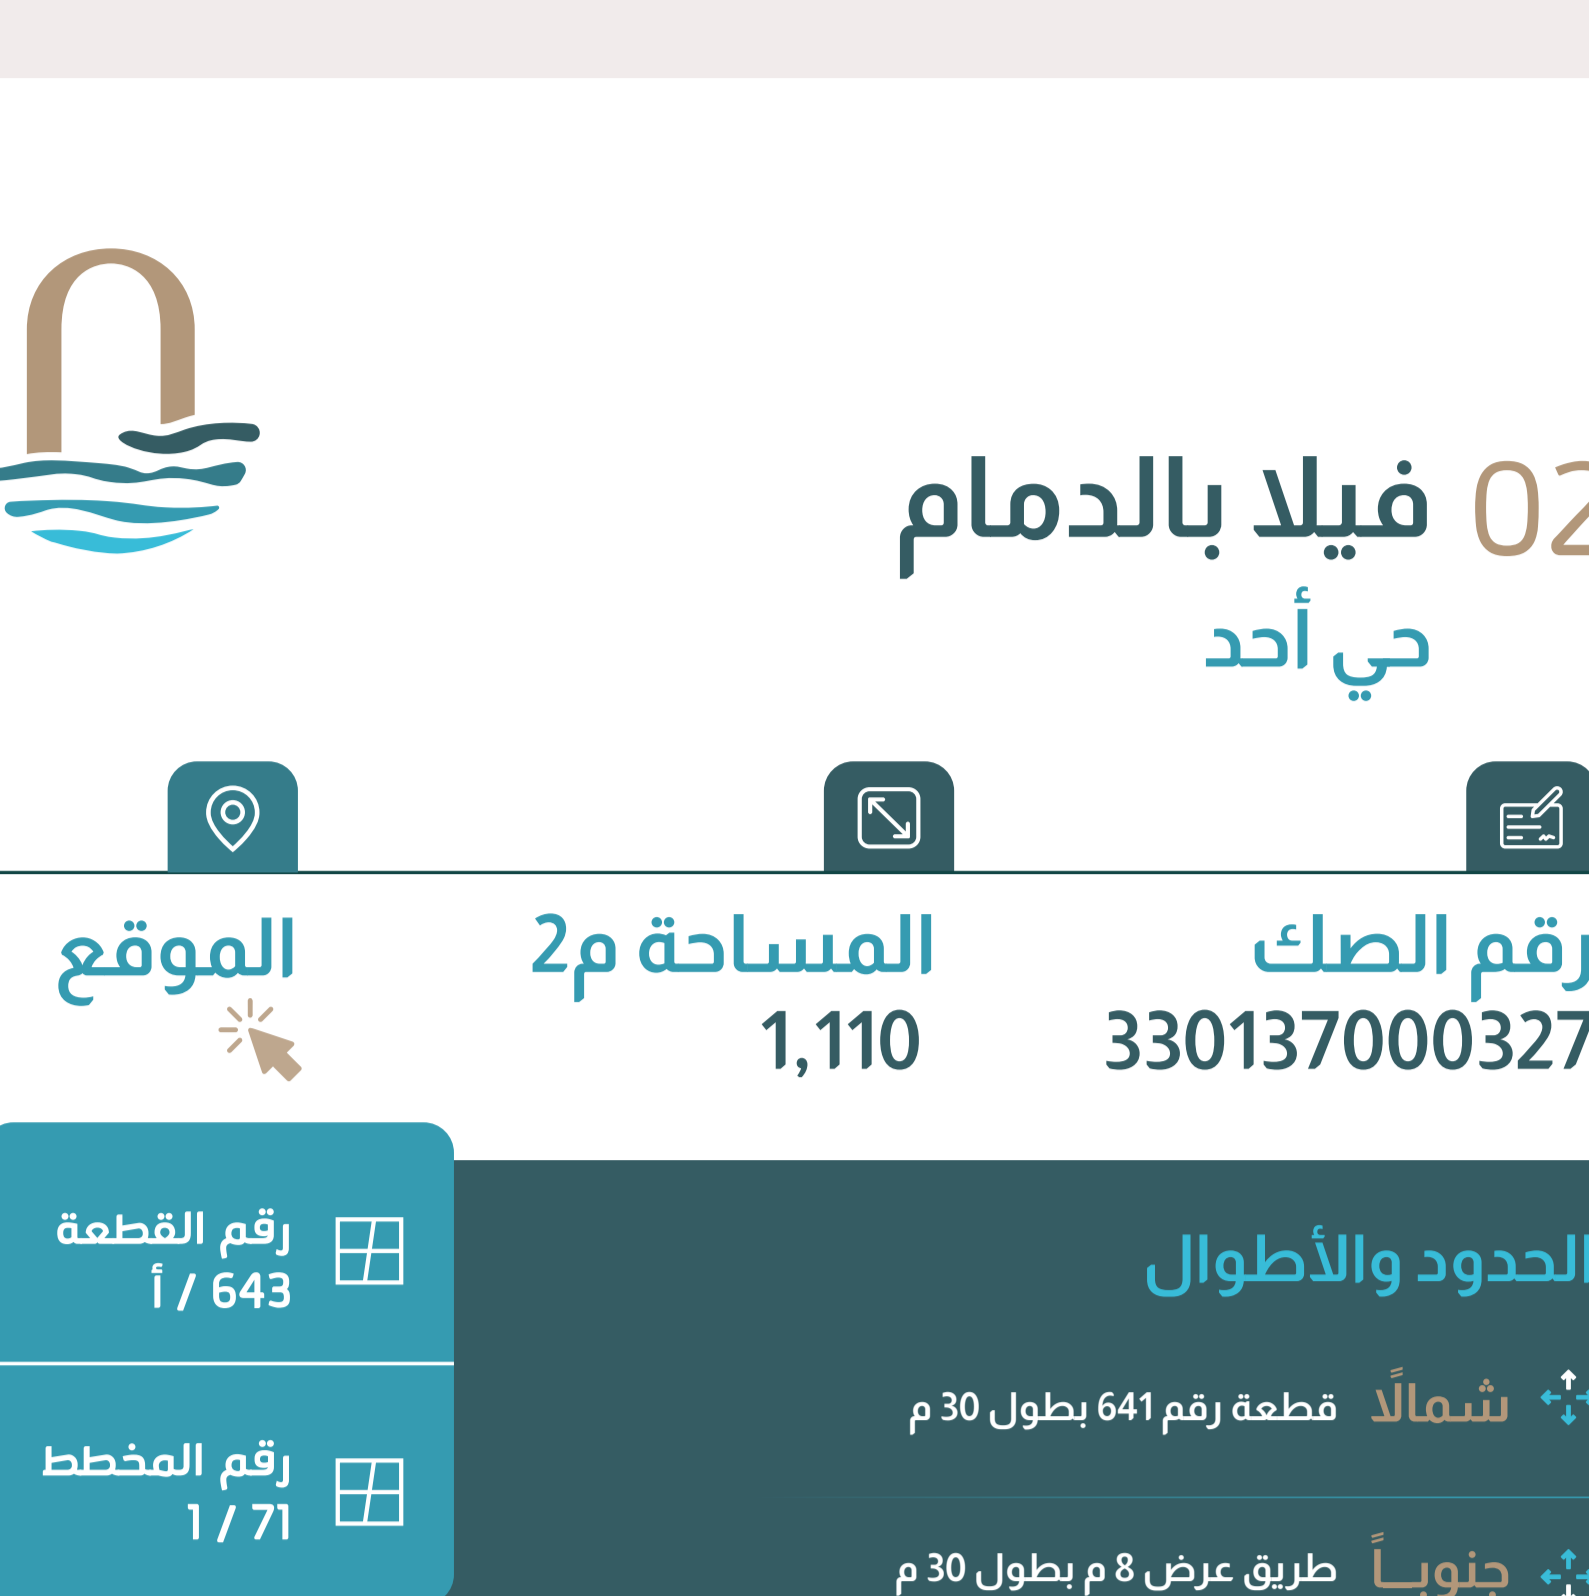 02 فيلا بالدمام
حي أحد
رقم الصك
330137000327
المساحة م2
1,110
الموقع
الحدود والأطوال
شمالًا قطعة رقم 641 بطول 30 م
جنوبــاً طريق عرض 8 م بطول 30 م
رقم القطعة
643 / أ
رقم المخطط
71 / 1